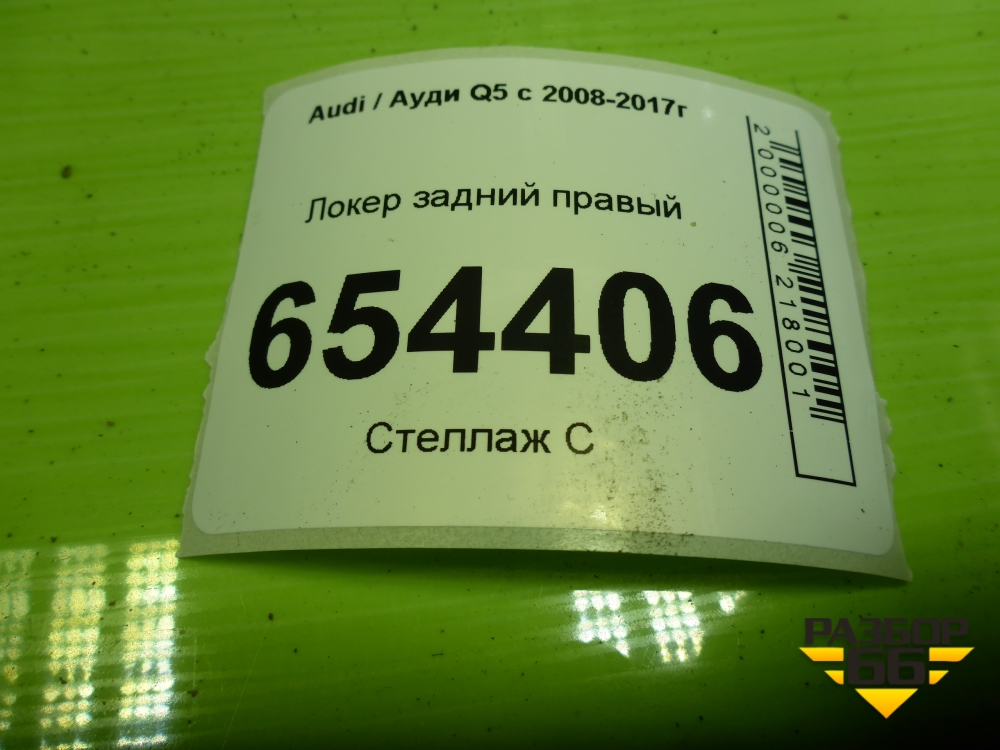 Audi / Ауди Q5 с 2008-2017г
Локер задний правый
654406
Стеллаж С
2000006218001
РАЗБОР
66